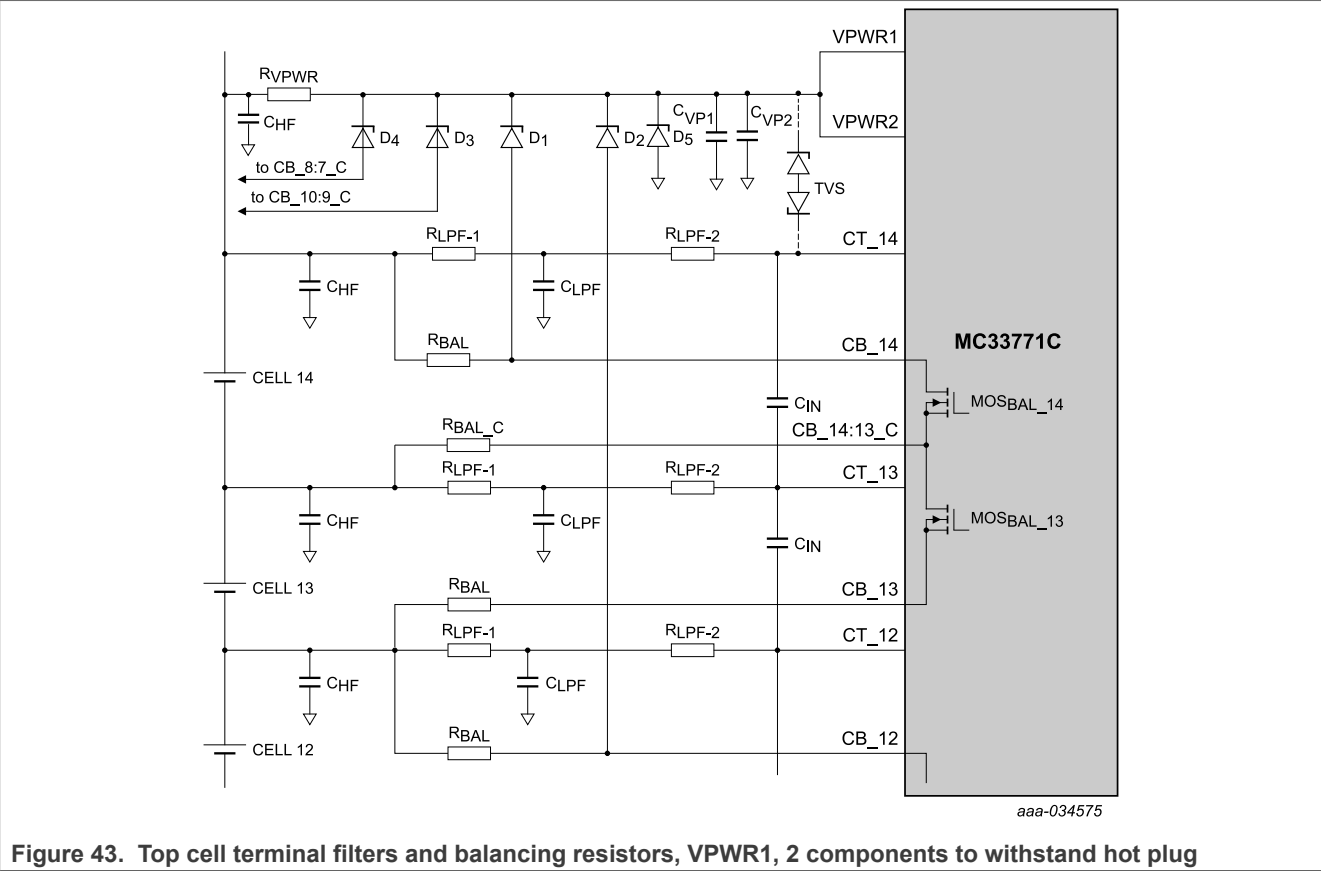 VPWR1
RVPWR
CHF
D4
D3
D1
D2
D5
CVP1
CVP2
VPWR2
to CB_8:7_C
to CB_10:9_C
TVS
RLPF-1
RLPF-2
CT_14
CHF
CLPF
RBAL
CB_14
MC33771C
CELL 14
CIN
MOSBAL_14
RBAL_C
CB_14:13_C
RLPF-1
RLPF-2
CT_13
CHF
CLPF
MOSBAL_13
CIN
CELL 13
RBAL
CB_13
RLPF-1
RLPF-2
CT_12
CHF
CLPF
RBAL
CB_12
CELL 12
aaa-034575
Figure 43. Top cell terminal filters and balancing resistors, VPWR1, 2 components to withstand hot plug